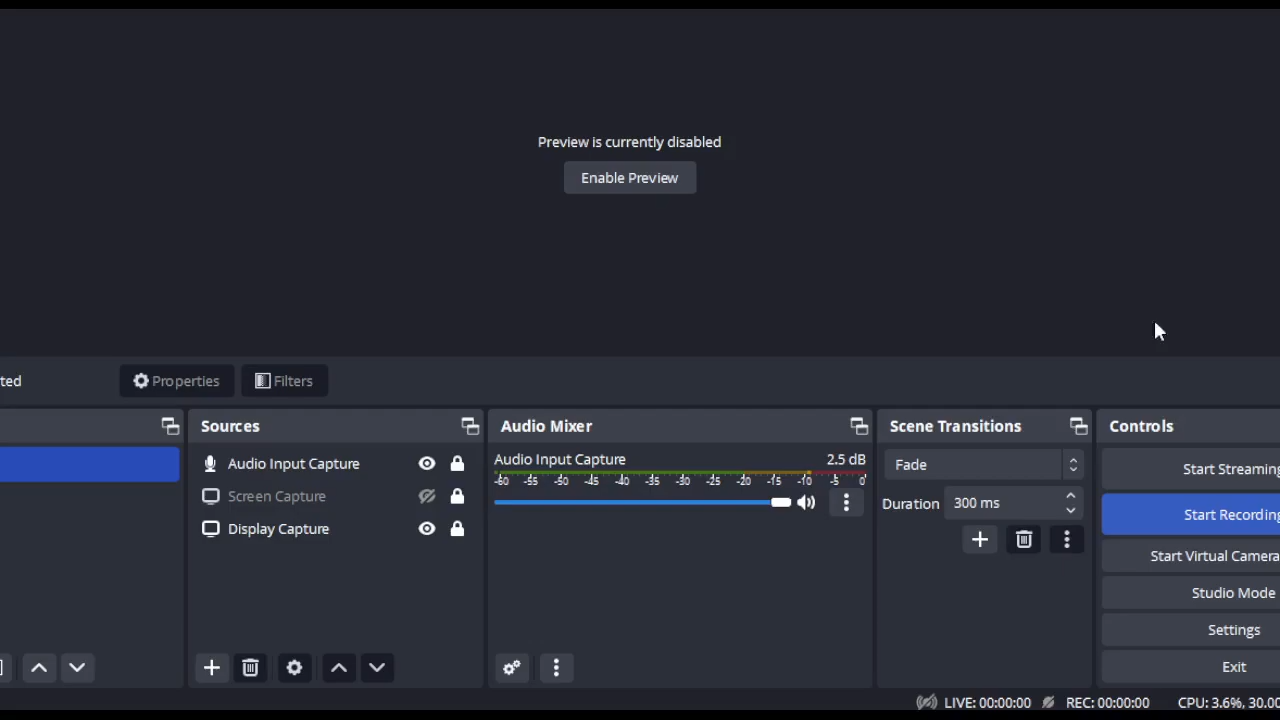 Preview is currently disabled
Enable Preview
ted
Properties
Filters
Sources
Audio Input Capture
Screen Capture
Display Capture
Audio Mixer
Audio Input Capture 2.5 dB
-60 -55 -50 -45 -40 -35 -30 -25 -20 -15 -10 -5 0
Scene Transitions
Fade
Duration 300 ms
Controls
Start Streaming
Start Recording
Start Virtual Camera
Studio Mode
Settings
Exit
LIVE: 00:00:00 REC: 00:00:00 CPU: 3.6%, 30.00